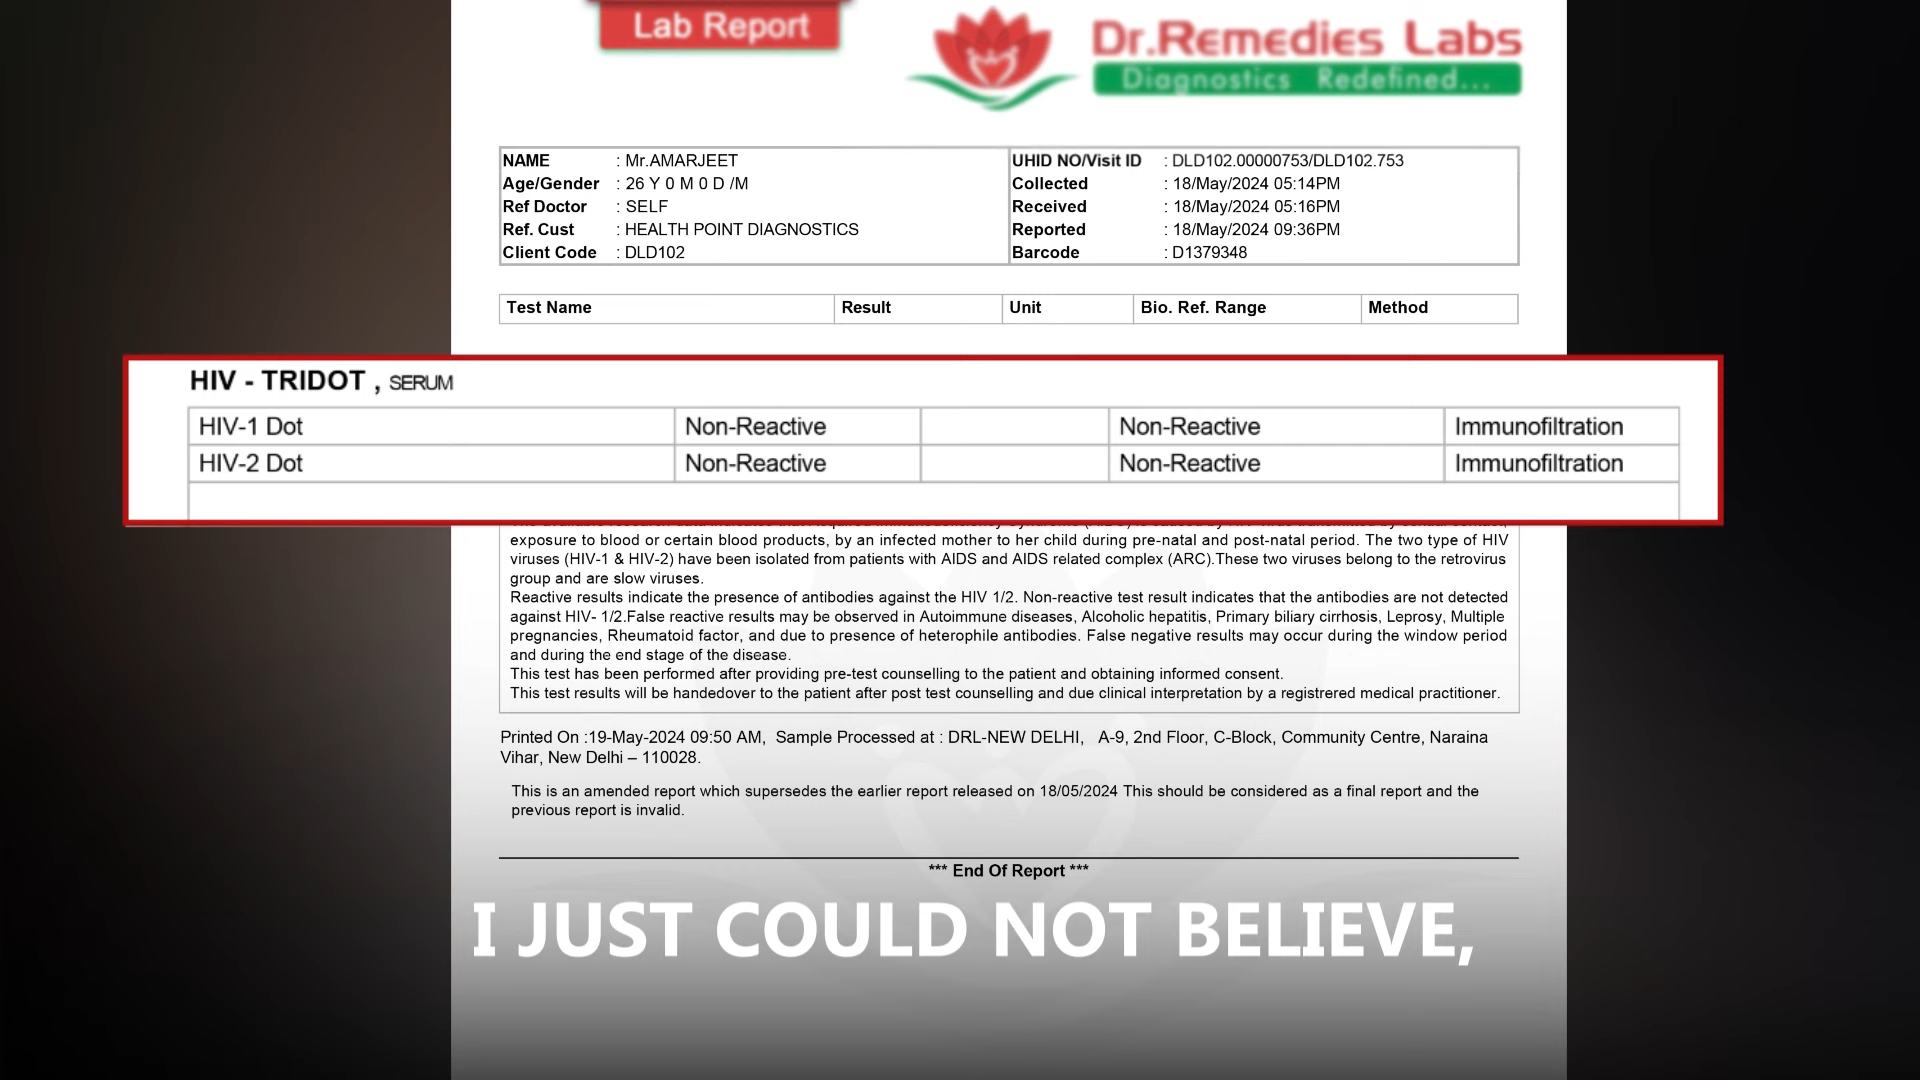 Lab Report
Dr.Remedies Labs
Diagnostics Redefined...
NAME : Mr.AMARJEET
Age/Gender : 26 Y 0 M 0 D /M
Ref Doctor : SELF
Ref. Cust : HEALTH POINT DIAGNOSTICS
Client Code : DLD102
UHID NO/Visit ID : DLD102.00000753/DLD102.753
Collected : 18/May/2024 05:14PM
Received : 18/May/2024 05:16PM
Reported : 18/May/2024 09:36PM
Barcode : D1379348
Test Name Result Unit Bio. Ref. Range Method
HIV - TRIDOT , SERUM
HIV-1 Dot Non-Reactive Non-Reactive Immunofiltration
HIV-2 Dot Non-Reactive Non-Reactive Immunofiltration
exposure to blood or certain blood products, by an infected mother to her child during pre-natal and post-natal period. The two type of HIV
viruses (HIV-1 & HIV-2) have been isolated from patients with AIDS and AIDS related complex (ARC).These two viruses belong to the retrovirus
group and are slow viruses.
Reactive results indicate the presence of antibodies against the HIV 1/2. Non-reactive test result indicates that the antibodies are not detected
against HIV- 1/2.False reactive results may be observed in Autoimmune diseases, Alcoholic hepatitis, Primary biliary cirrhosis, Leprosy, Multiple
pregnancies, Rheumatoid factor, and due to presence of heterophile antibodies. False negative results may occur during the window period
and during the end stage of the disease.
This test has been performed after providing pre-test counselling to the patient and obtaining informed consent.
This test results will be handedover to the patient after post test counselling and due clinical interpretation by a registrered medical practitioner.
Printed On :19-May-2024 09:50 AM, Sample Processed at : DRL-NEW DELHI, A-9, 2nd Floor, C-Block, Community Centre, Naraina
Vihar, New Delhi – 110028.
This is an amended report which supersedes the earlier report released on 18/05/2024 This should be considered as a final report and the
previous report is invalid.
*** End Of Report ***
I JUST COULD NOT BELIEVE,